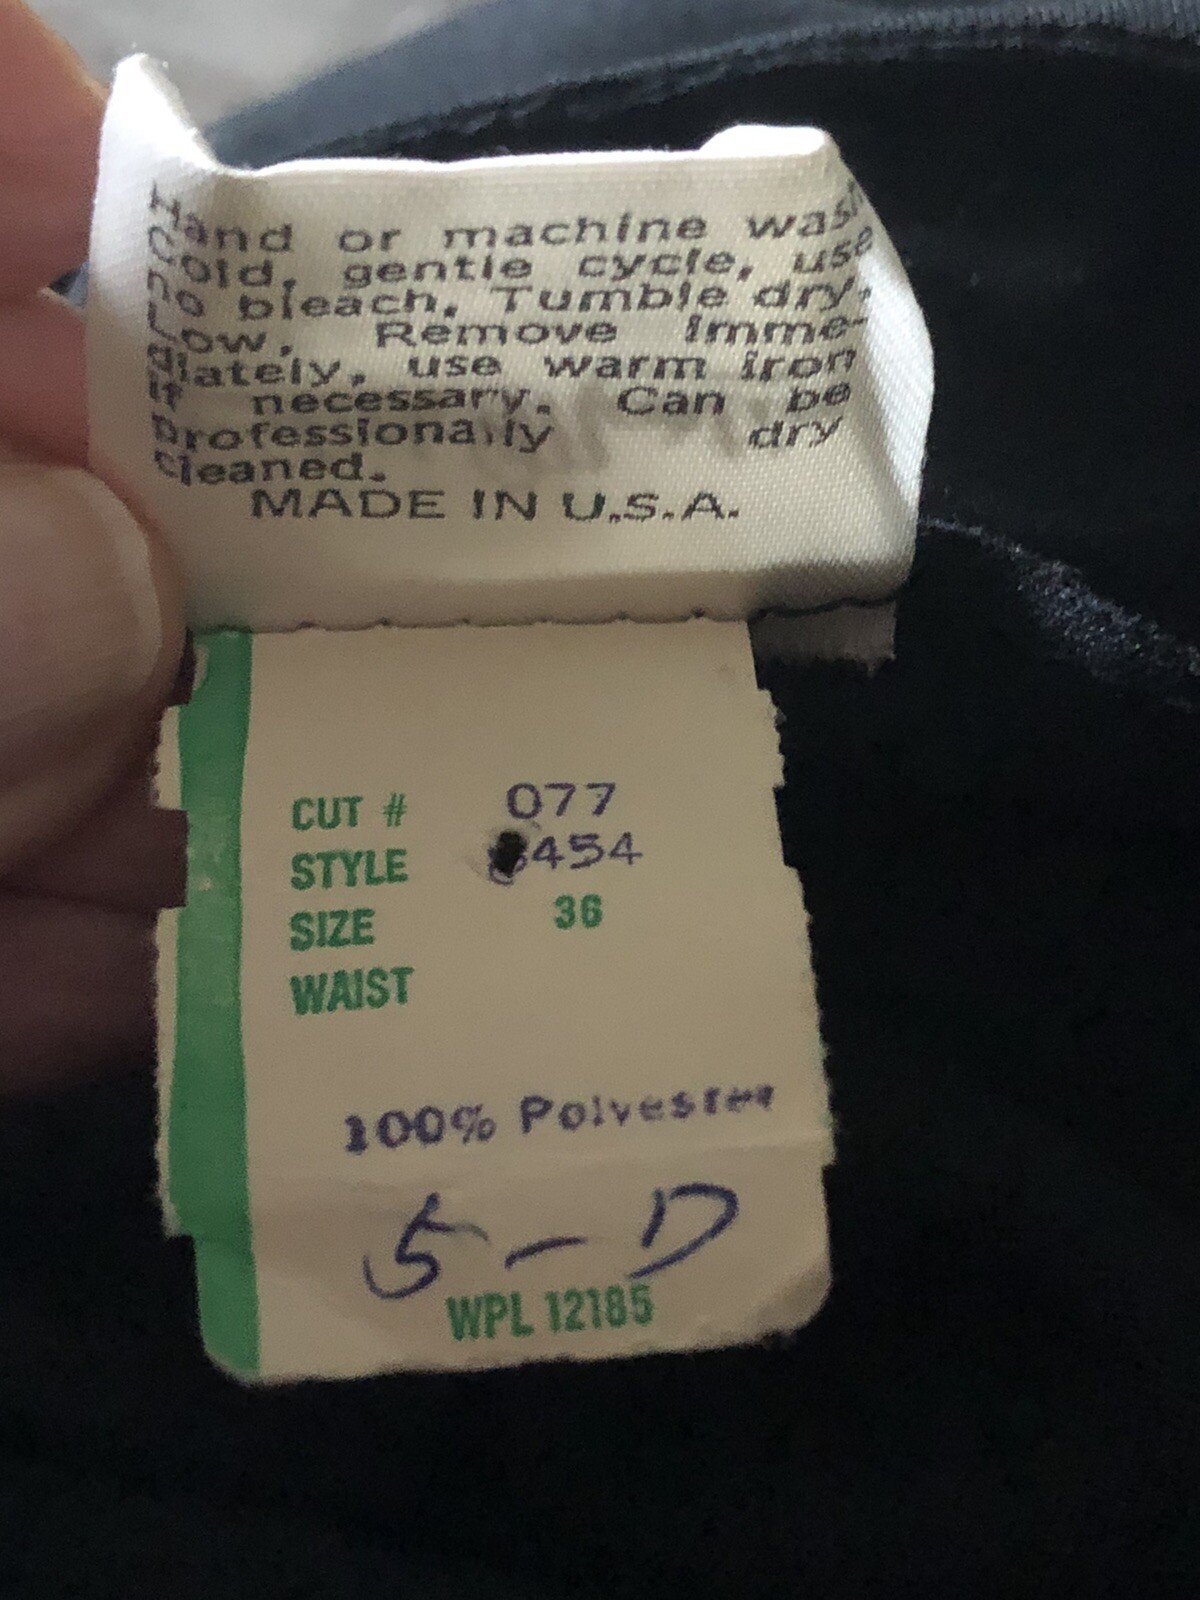 Hand or machine wash
Cold, gentle cycle, use
no bleach. Tumble dry.
Low. Remove imme-
diately, use warm iron
if necessary. Can be
professionally dry
cleaned.
MADE IN U.S.A.
CUT # 077
STYLE 454
SIZE 36
WAIST
100% Polyester
5-D
WPL 12185